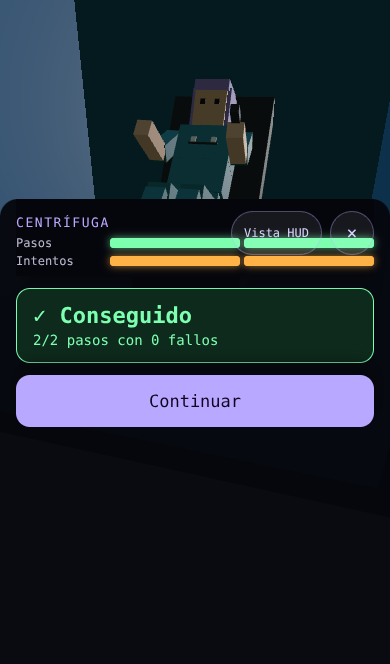 CENTRÍFUGA
Vista HUD
✕
Pasos
Intentos
✓ Conseguido
2/2 pasos con 0 fallos
Continuar